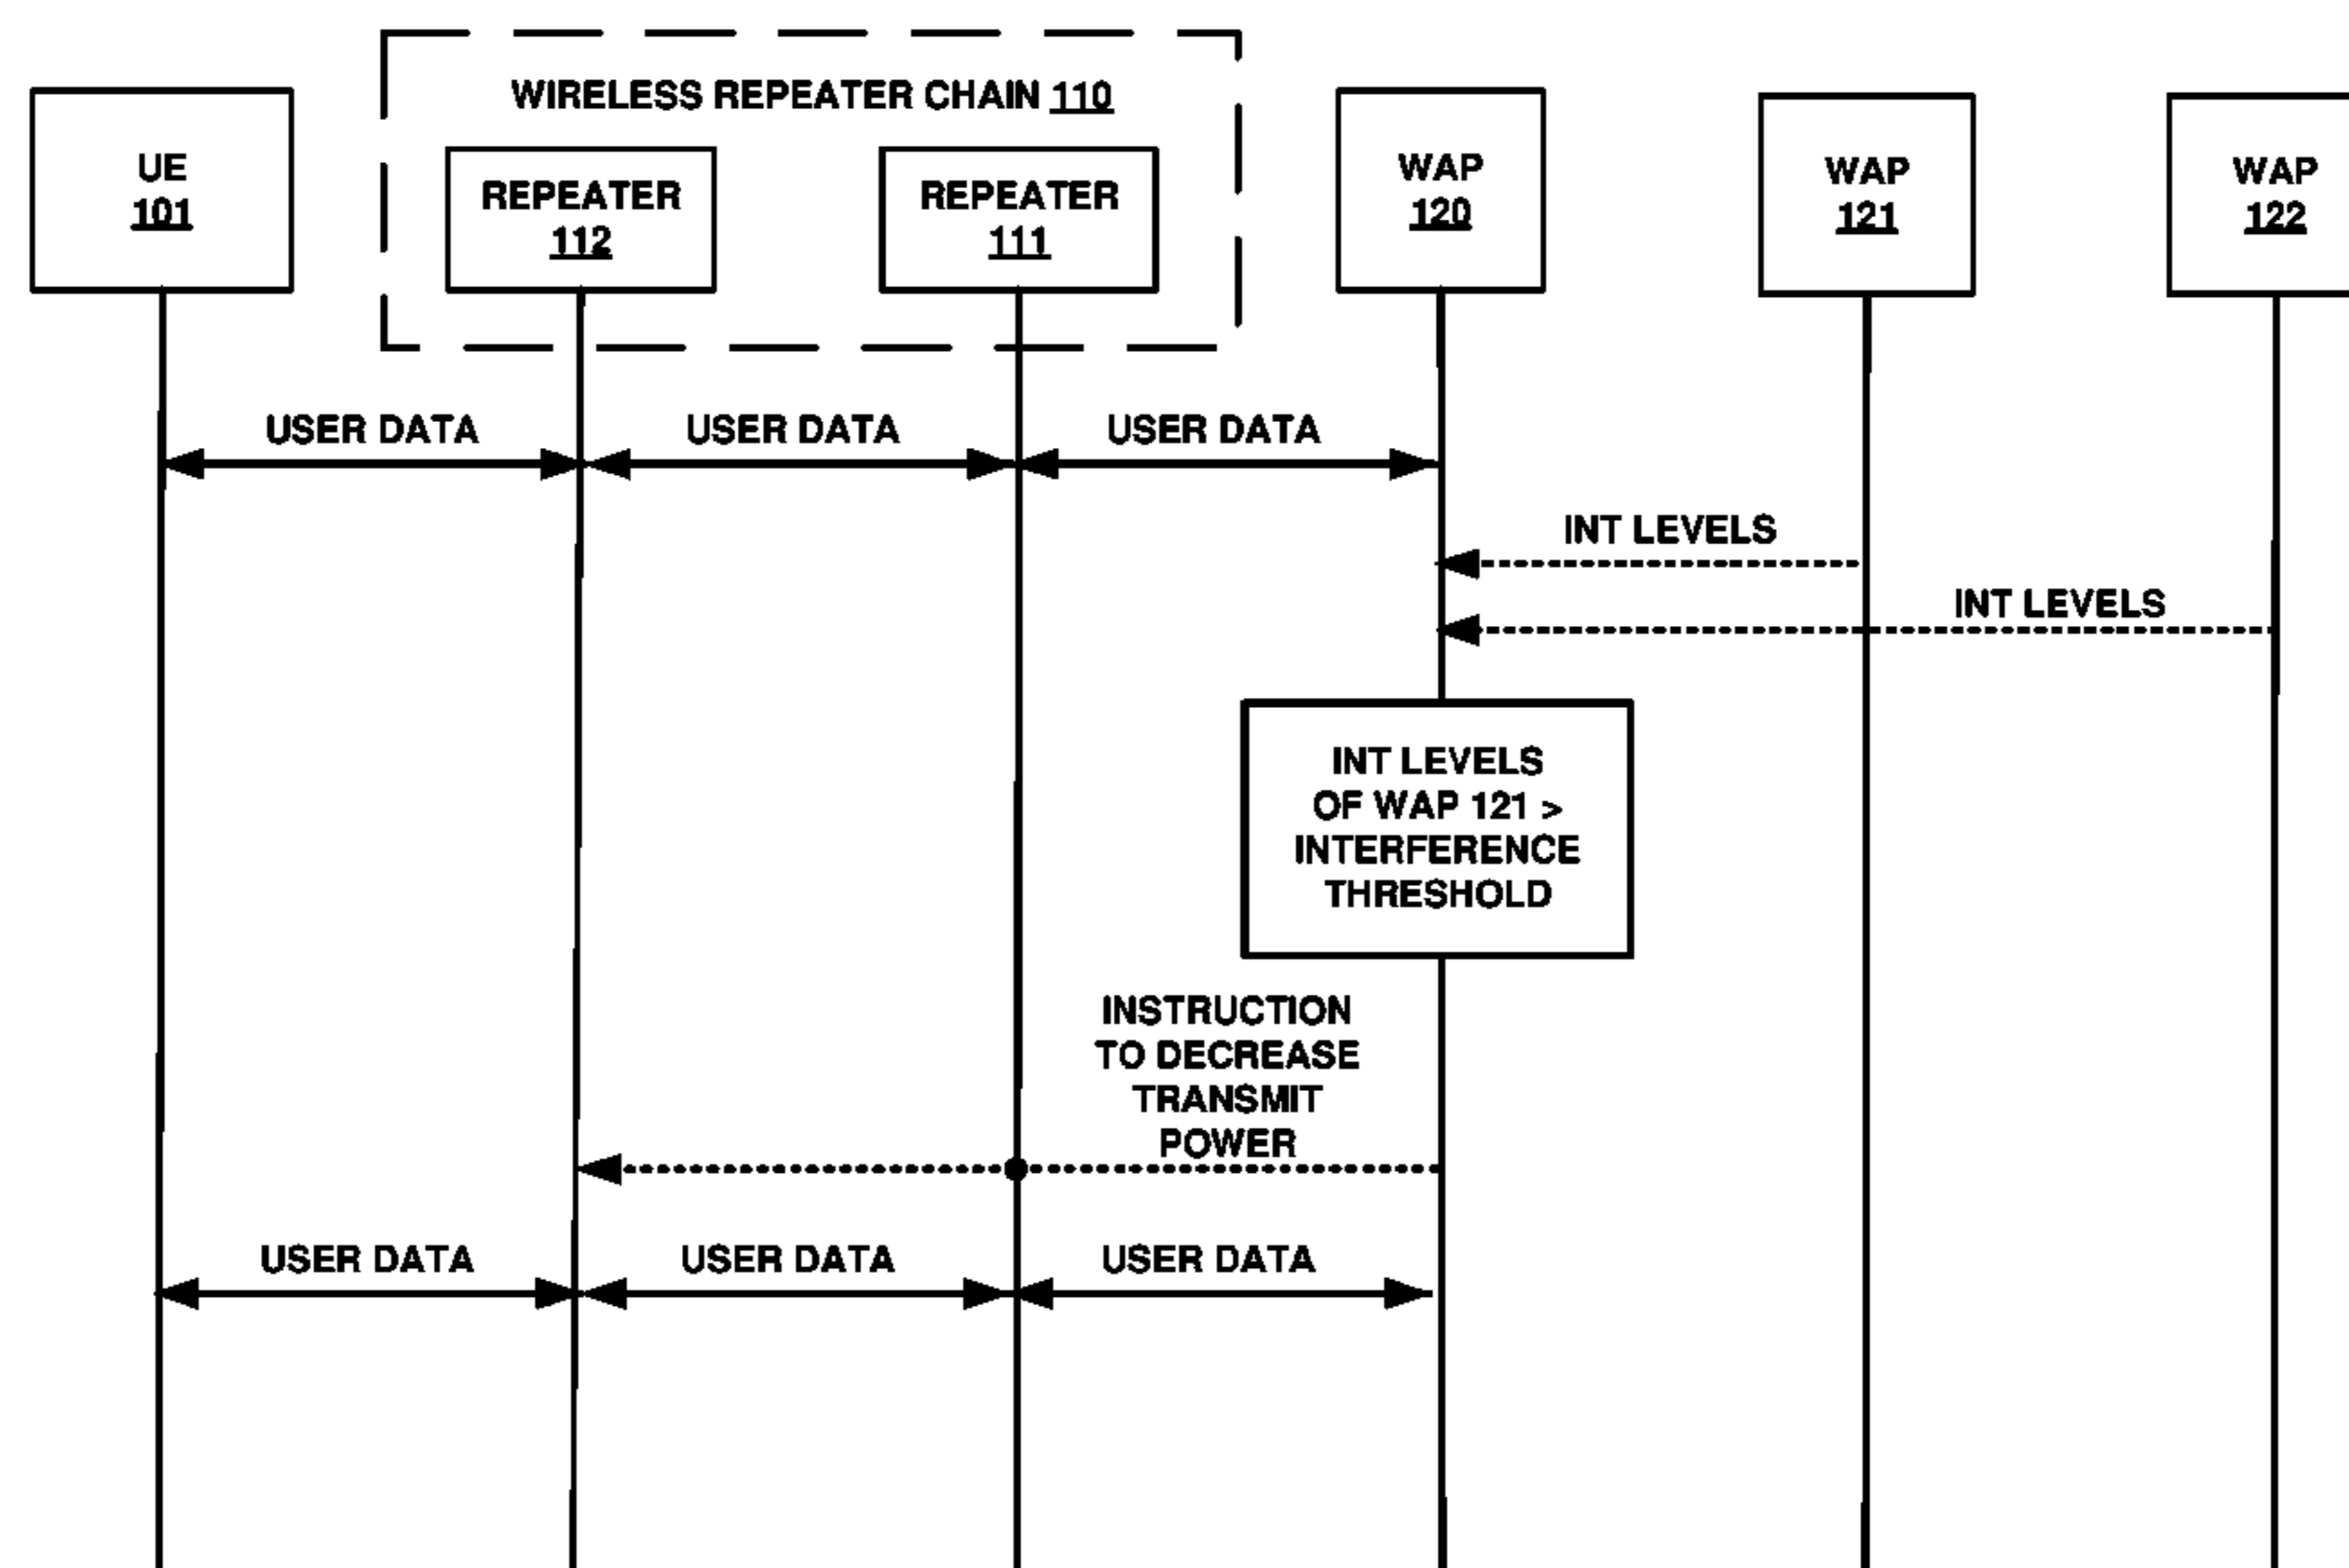 WIRELESS REPEATER CHAIN 110
UE
101
REPEATER
112
REPEATER
111
WAP
120
WAP
121
WAP
122
USER DATA
USER DATA
USER DATA
INT LEVELS
INT LEVELS
INT LEVELS
OF WAP 121 >
INTERFERENCE
THRESHOLD
INSTRUCTION
TO DECREASE
TRANSMIT
POWER
USER DATA
USER DATA
USER DATA